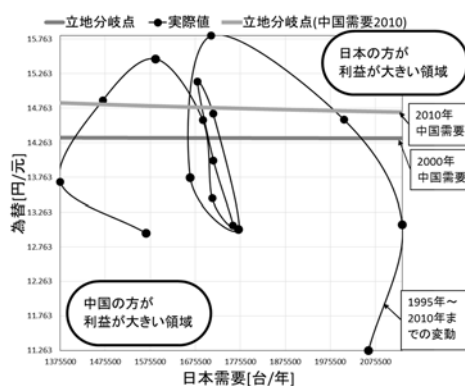 立地分岐点 実際値 立地分岐点(中国需要2010)
15.763
15.263
14.763
14.263
13.763
13.263
12.763
12.263
11.763
11.263
為替[円/元]
日本の方が
利益が大きい領域
2010年
中国需要
2000年
中国需要
中国の方が
利益が大きい領域
1995年～
2010年ま
での変動
1375500 1475500 1575500 1675500 1775500 1875500 1975500 2075500
日本需要[台/年]